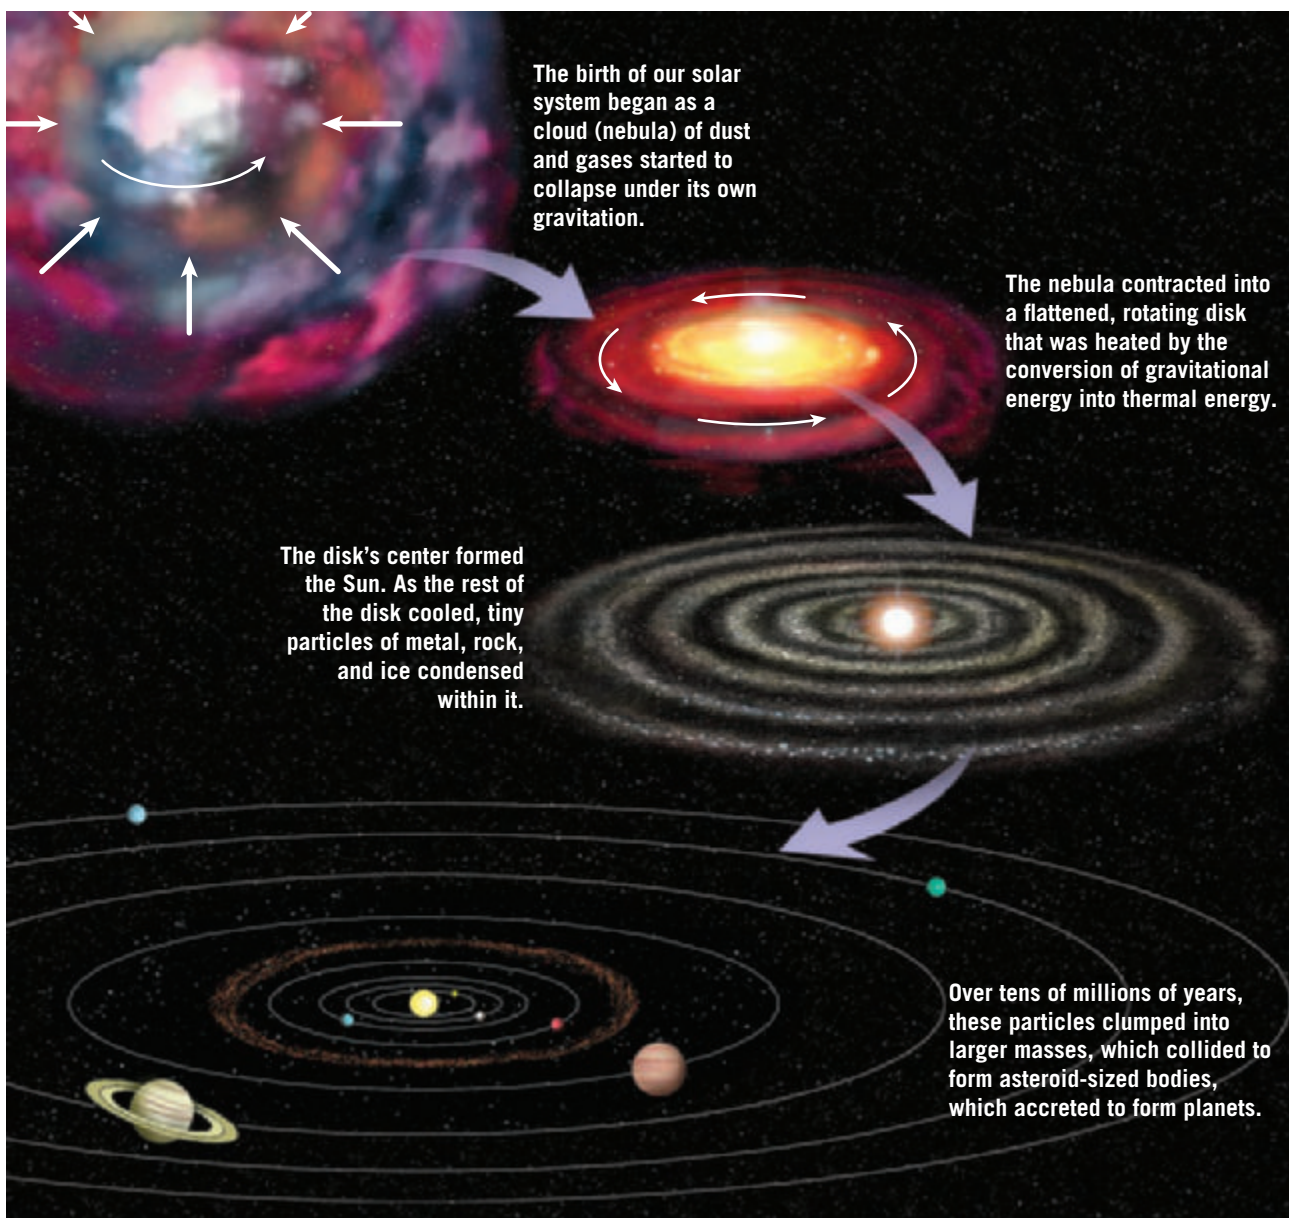 The birth of our solar
system began as a
cloud (nebula) of dust
and gases started to
collapse under its own
gravitation.
The nebula contracted into
a flattened, rotating disk
that was heated by the
conversion of gravitational
energy into thermal energy.
The disk’s center formed
the Sun. As the rest of
the disk cooled, tiny
particles of metal, rock,
and ice condensed
within it.
Over tens of millions of years,
these particles clumped into
larger masses, which collided to
form asteroid-sized bodies,
which accreted to form planets.